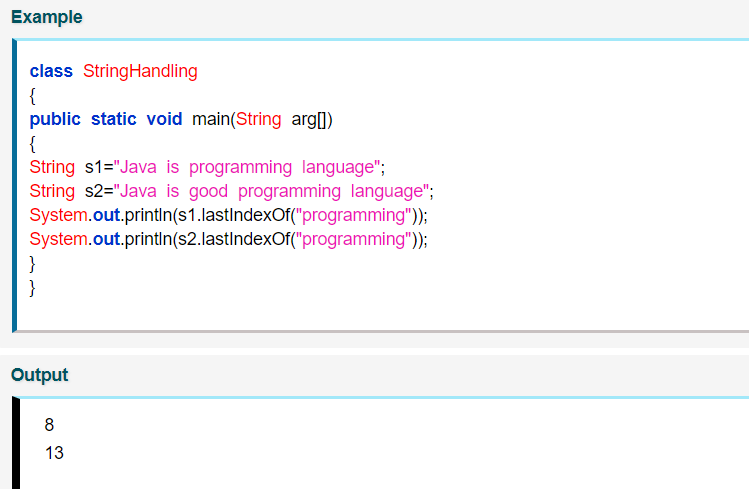 Example
class StringHandling
{
public static void main(String arg[])
{
String s1="Java is programming language";
String s2="Java is good programming language";
System.out.println(s1.lastIndexOf("programming"));
System.out.println(s2.lastIndexOf("programming"));
}
}
Output
8
13